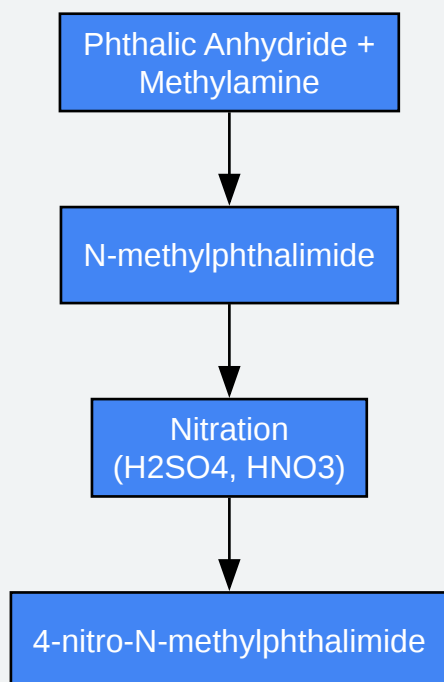 Phthalic Anhydride +
Methylamine
N-methylphthalimide
Nitration
(H2SO4, HNO3)
4-nitro-N-methylphthalimide